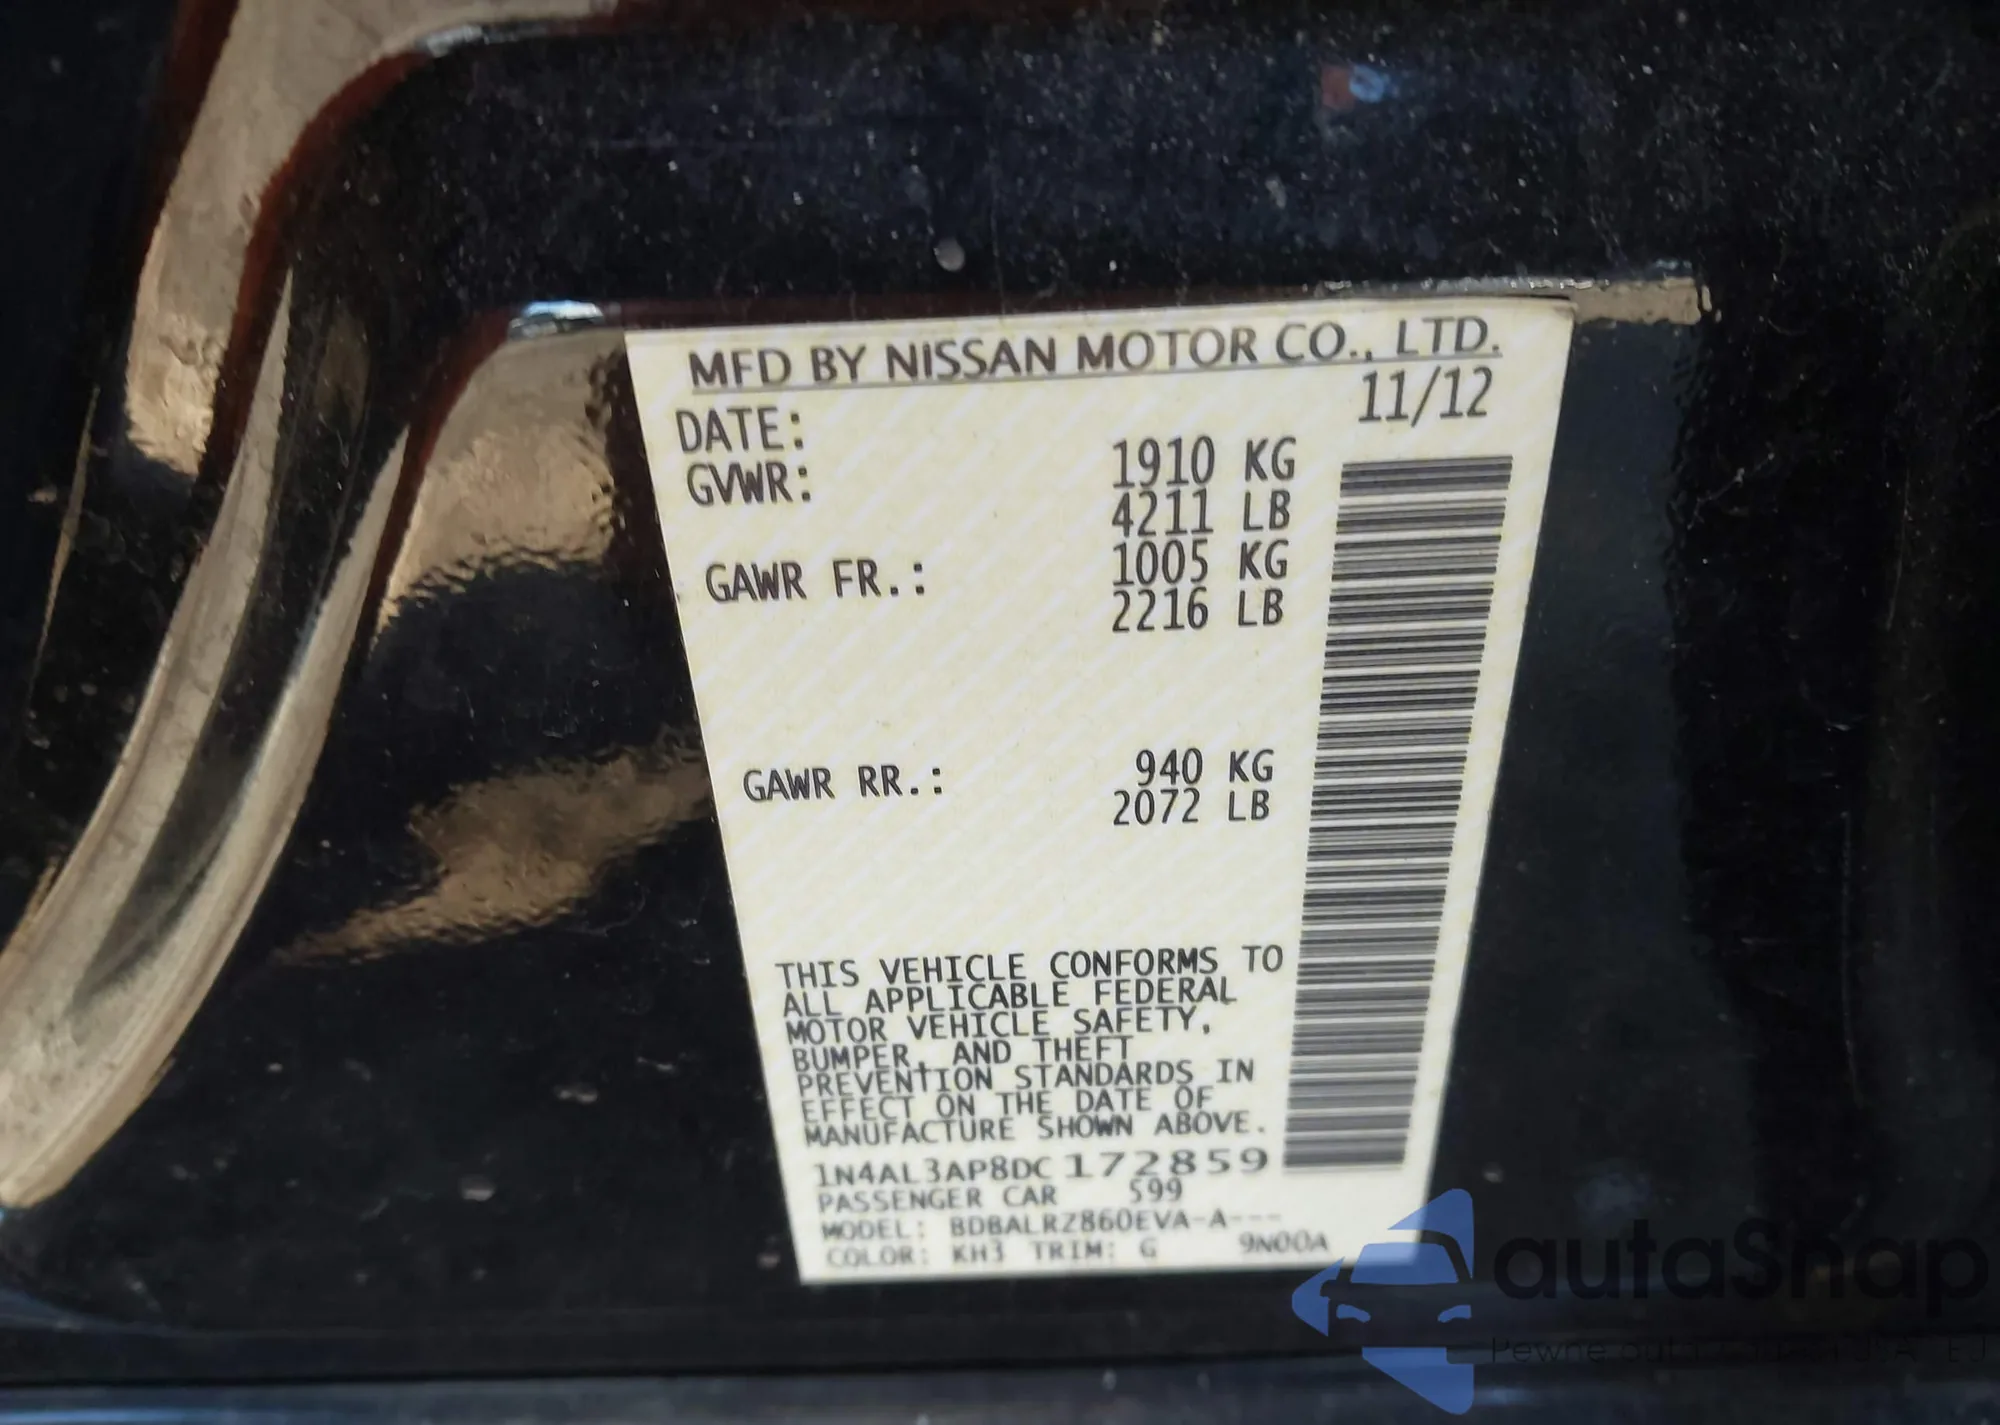 MFD BY NISSAN MOTOR CO., LTD.
DATE: 11/12
GVWR: 1910 KG
4211 LB
GAWR FR.: 1005 KG
2216 LB
GAWR RR.: 940 KG
2072 LB
THIS VEHICLE CONFORMS TO
ALL APPLICABLE FEDERAL
MOTOR VEHICLE SAFETY,
BUMPER, AND THEFT
PREVENTION STANDARDS IN
EFFECT ON THE DATE OF
MANUFACTURE SHOWN ABOVE.
1N4AL3AP8DC172859
PASSENGER CAR 599
MODEL: BDBALRZ860EVA-A---
COLOR: KH3 TRIM: G 9N00A
autaSnap
Pewne auta